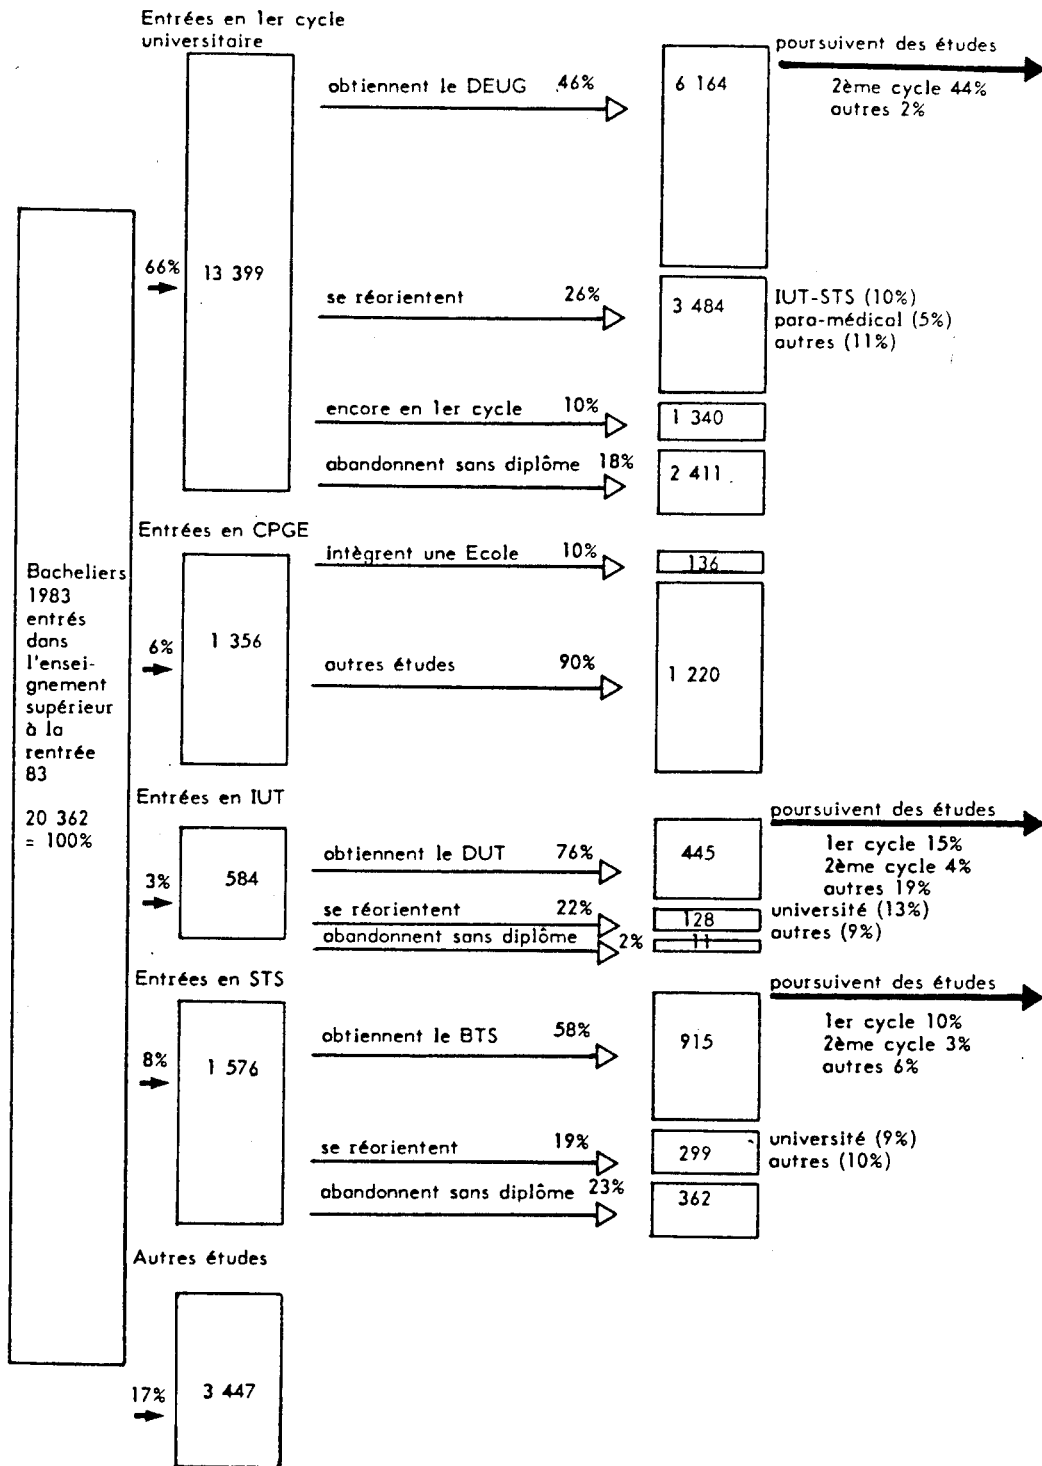 Entrées en 1er cycle
universitaire
poursuivent des études
obtiennent le DEUG 46%
6 164
2ème cycle 44%
autres 2%
66%
13 399
se réorientent 26%
3 484
IUT-STS (10%)
para-médical (5%)
autres (11%)
encore en 1er cycle 10%
1 340
abandonnent sans diplôme 18%
2 411
Entrées en CPGE
intègrent une Ecole 10%
136
Bacheliers
1983
entrés
dans
l'ensei-
gnement
supérieur
à la
rentrée
83
20 362
= 100%
6%
1 356
autres études 90%
1 220
Entrées en IUT
poursuivent des études
obtiennent le DUT 76%
445
1er cycle 15%
2ème cycle 4%
autres 19%
3%
584
se réorientent 22%
128
université (13%)
autres (9%)
abandonnent sans diplôme 2%
11
Entrées en STS
poursuivent des études
obtiennent le BTS 58%
915
1er cycle 10%
2ème cycle 3%
autres 6%
8%
1 576
se réorientent 19%
299
université (9%)
autres (10%)
abandonnent sans diplôme 23%
362
Autres études
17%
3 447